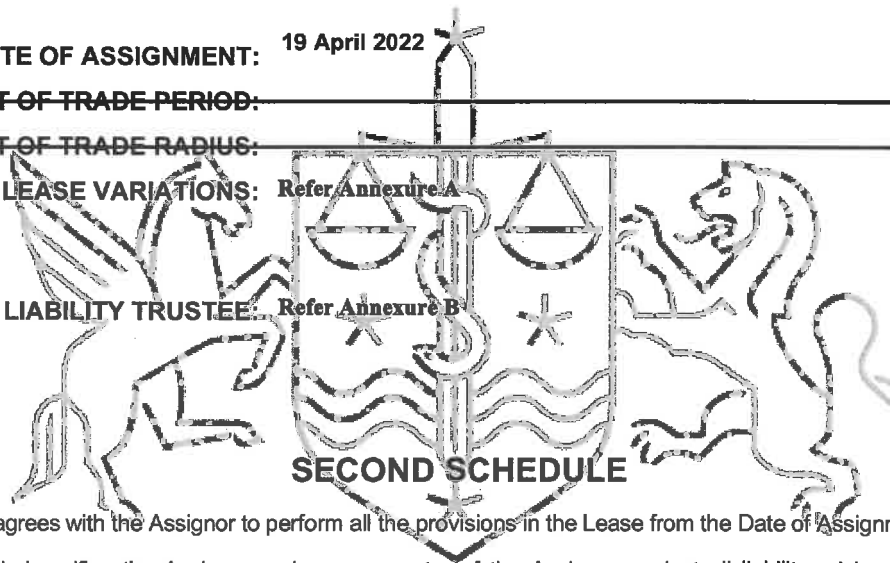 TE OF ASSIGNMENT: 19 April 2022
T OF TRADE PERIOD:
T OF TRADE RADIUS:
LEASE VARIATIONS: Refer Annexure A
LIABILITY TRUSTEE: Refer Annexure B
SECOND SCHEDULE
agrees with the Assignor to perform all the provisions in the Lease from the Date of Assignm